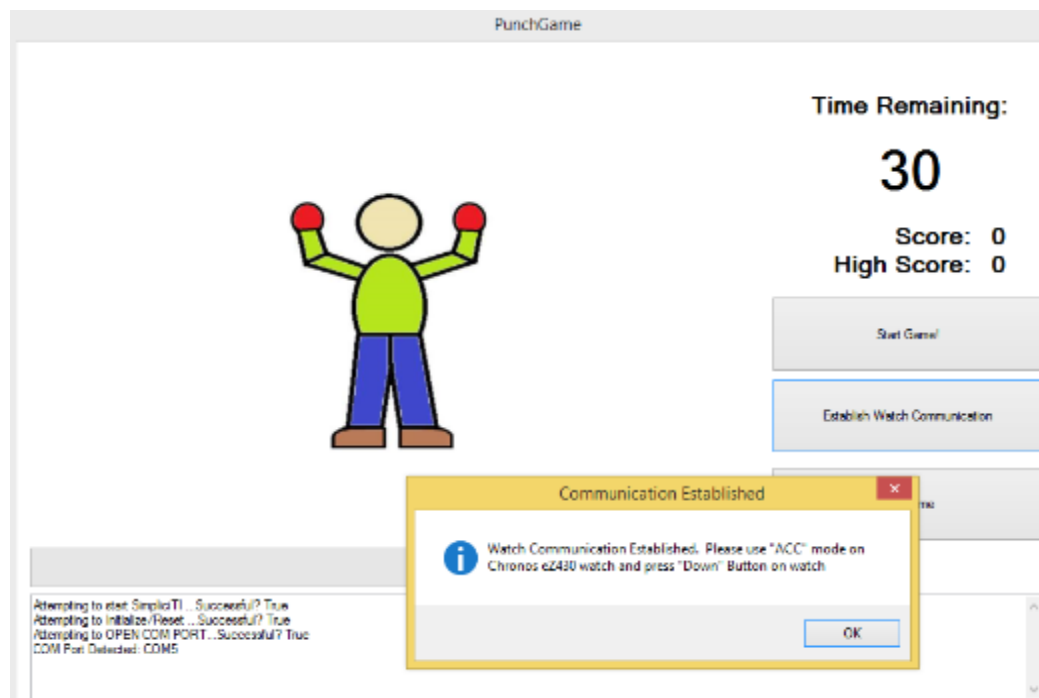 PunchGame
Time Remaining:
30
Score: 0
High Score: 0
Start Game!
Establish Watch Communication
me
Communication Established
Watch Communication Established. Please use "ACC" mode on
Chronos eZ430 watch and press "Down" Button on watch
OK
Attempting to start SimpliciTI ...Successful? True
Attempting to Initialize/Reset ...Successful? True
Attempting to OPEN COM PORT...Successful? True
COM Port Detected: COM5